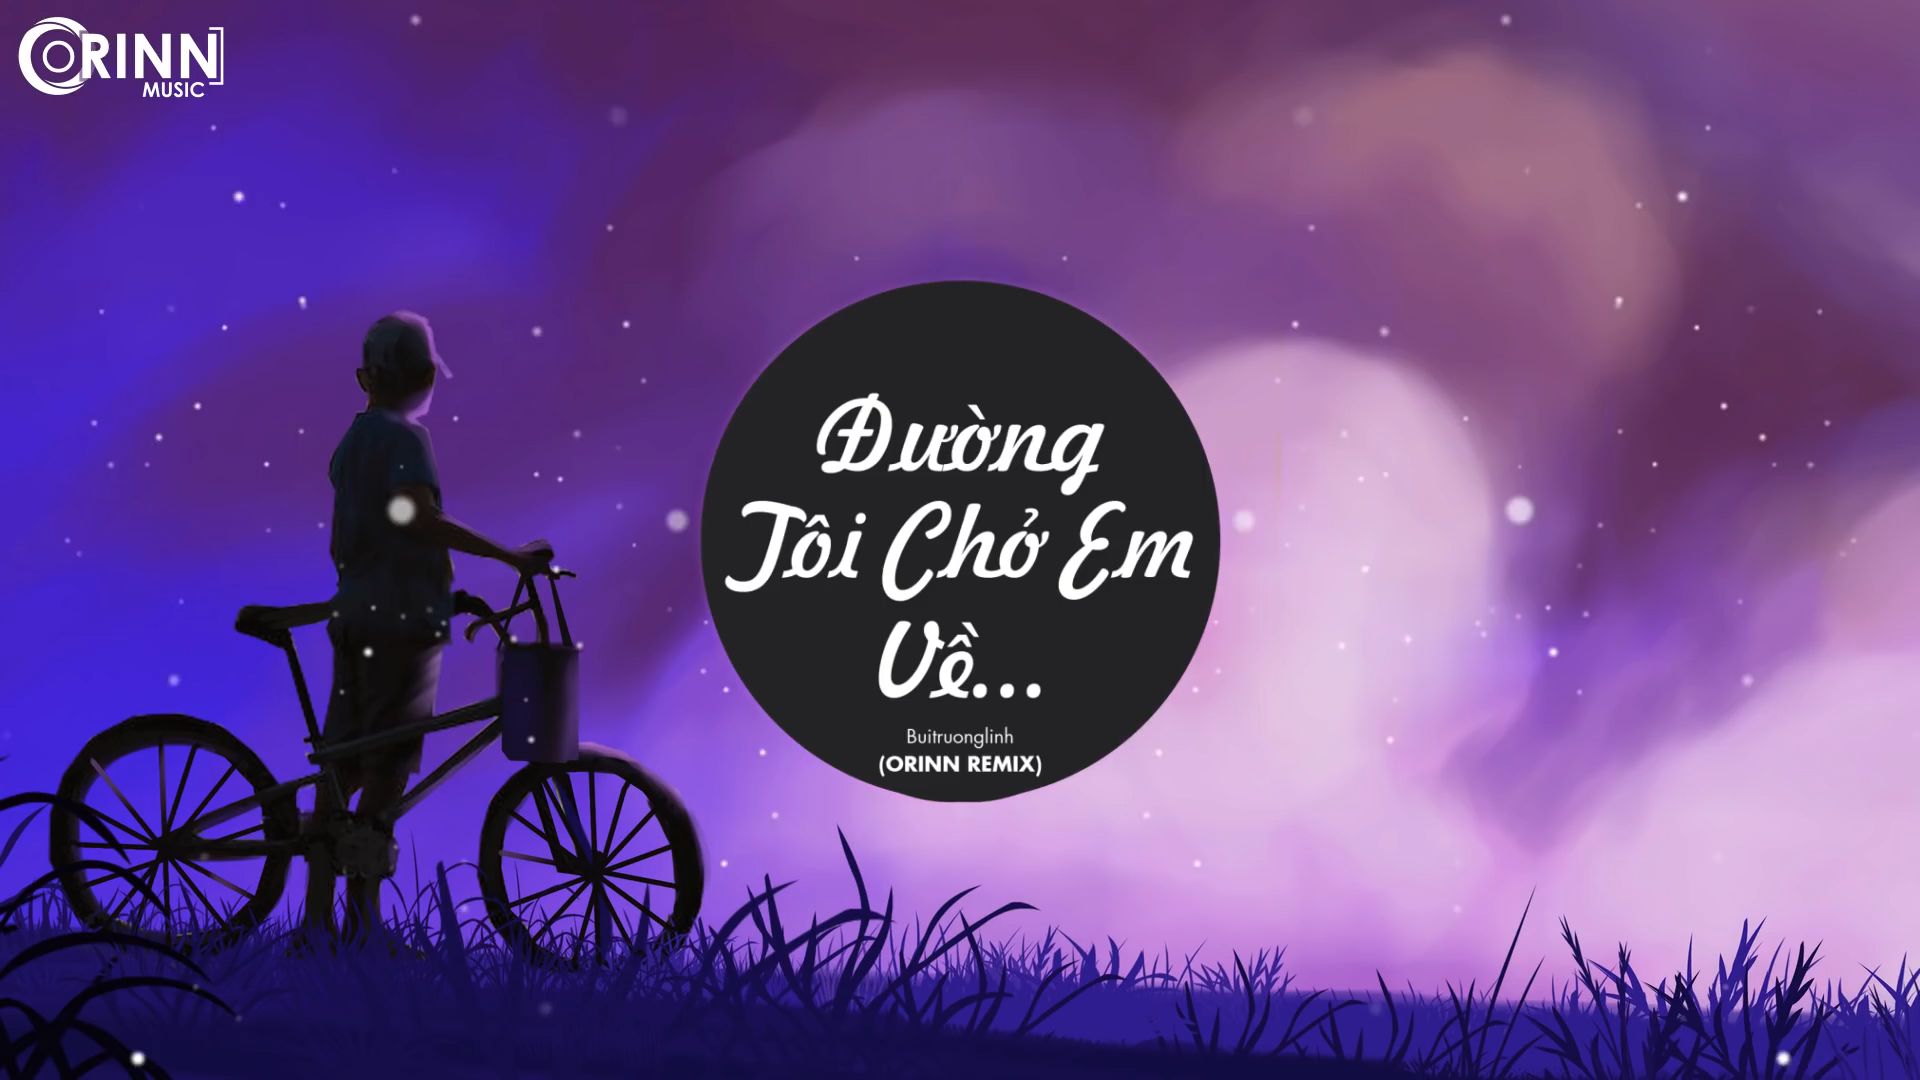 ORINN
MUSIC
Đường
Tôi Chở Em
Về...
Buitruonglinh
(ORINN REMIX)